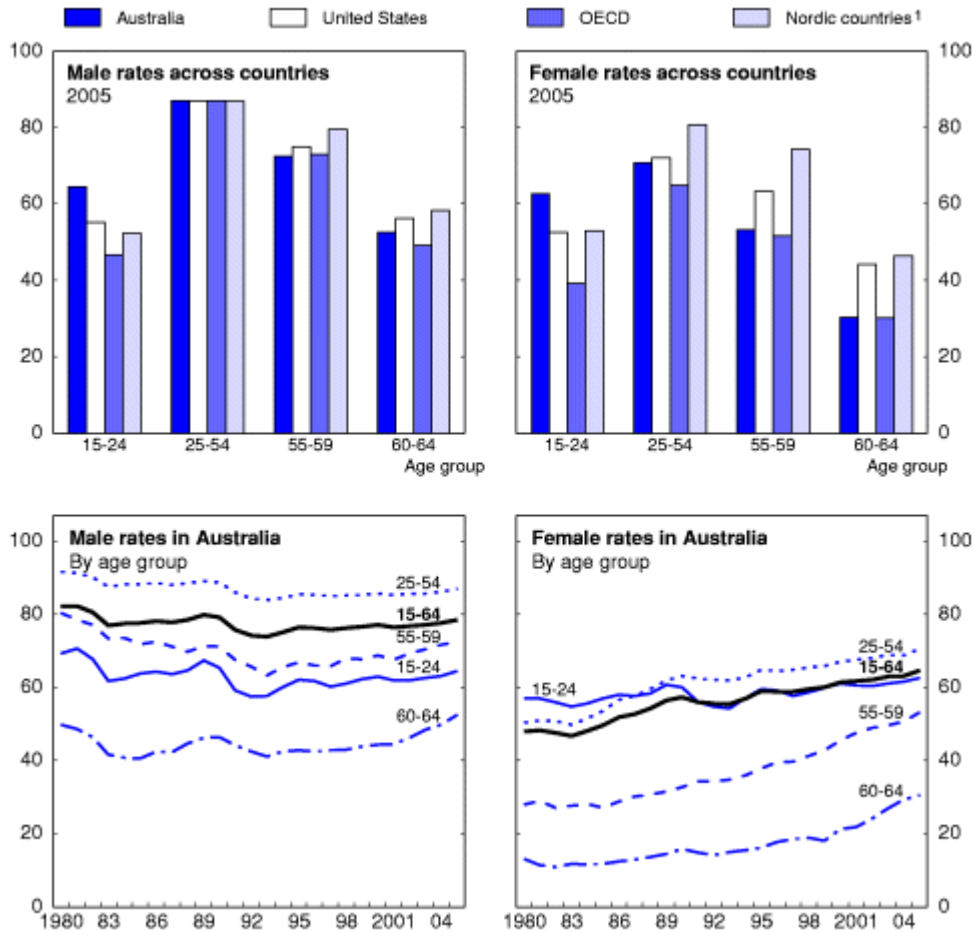 Australia United States OECD Nordic countries¹
100 Male rates across countries
2005
80
60
40
20
0
15-24 25-54 55-59 60-64
Age group
Female rates across countries 100
2005
80
60
40
20
0
15-24 25-54 55-59 60-64
Age group
100 Male rates in Australia
By age group
25-54
80
15-64
55-59
15-24
60
60-64
40
20
0
1980 83 86 89 92 95 98 2001 04
Female rates in Australia 100
By age group
80
25-54
15-64
15-24
60
55-59
40
60-64
20
0
1980 83 86 89 92 95 98 2001 04